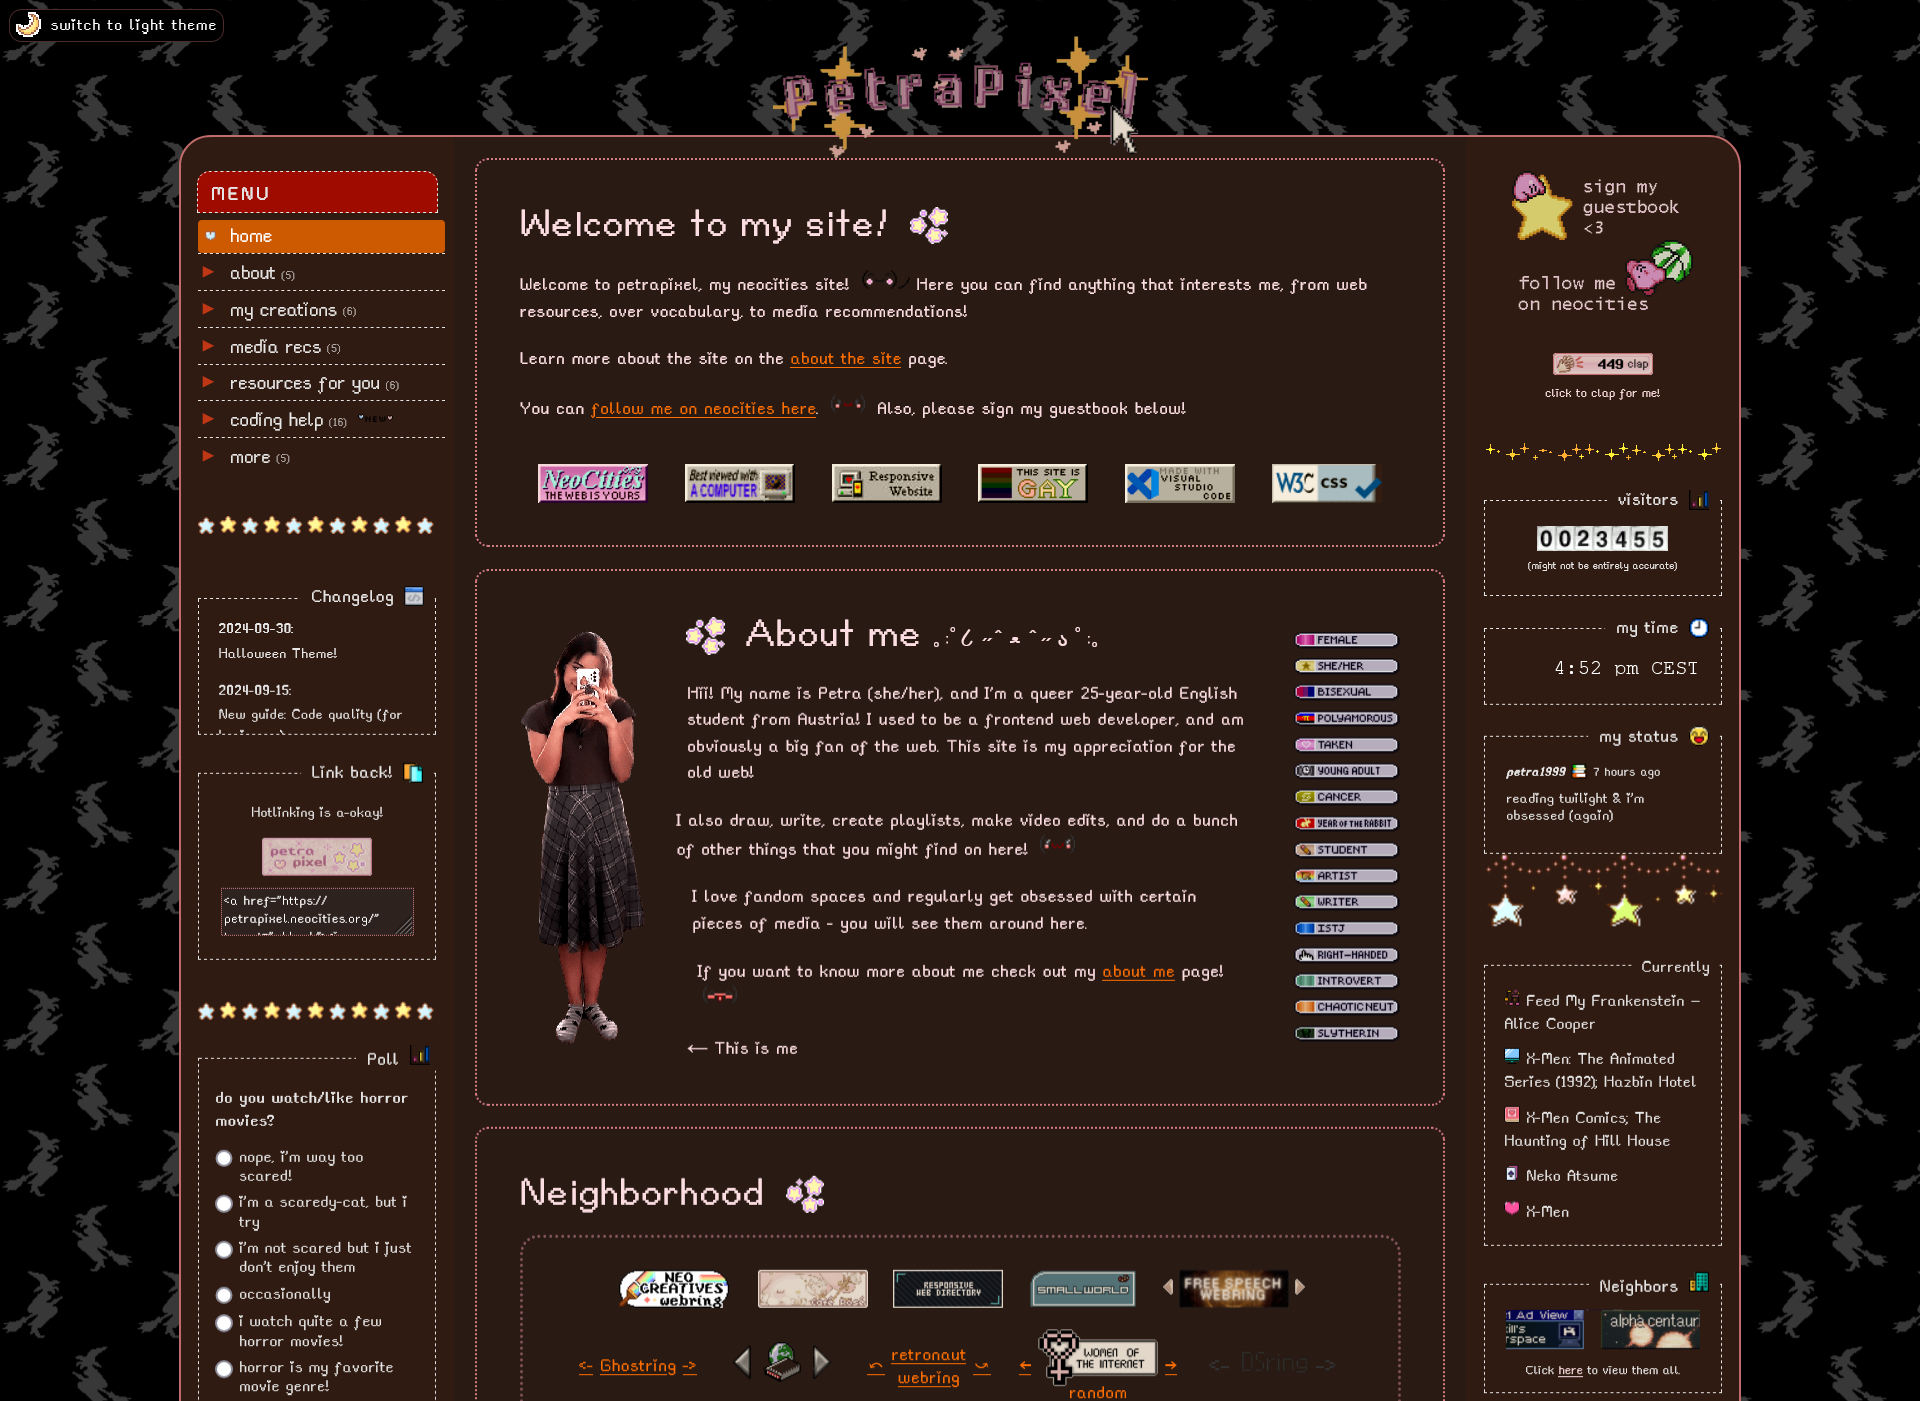 switch to light theme
petrapixel
MENU
home
about (5)
my creations (6)
media recs (5)
resources for you (6)
coding help (16) NEW
more (5)
Changelog
2024-09-30:
Halloween Theme!
2024-09-15:
New guide: Code quality (for
Link back!
Hotlinking is a-okay!
petra
pixel
<a href="https://
petrapixel.neocities.org/"
Poll
do you watch/like horror
movies?
nope, i'm way too
scared!
i'm a scaredy-cat, but i
try
i'm not scared but i just
don't enjoy them
occasionally
i watch quite a few
horror movies!
horror is my favorite
movie genre!
Welcome to my site!
Welcome to petrapixel, my neocities site! Here you can find anything that interests me, from web
resources, over vocabulary, to media recommendations!
Learn more about the site on the about the site page.
You can follow me on neocities here. Also, please sign my guestbook below!
NeoCities.org
THE WEB IS YOURS
Best viewed with
A COMPUTER
Responsive
Website
THIS SITE IS
GAY
MADE WITH
VISUAL
STUDIO
CODE
W3C CSS
About me
Hii! My name is Petra (she/her), and I'm a queer 25-year-old English
student from Austria! I used to be a frontend web developer, and am
obviously a big fan of the web. This site is my appreciation for the
old web!
I also draw, write, create playlists, make video edits, and do a bunch
of other things that you might find on here!
I love fandom spaces and regularly get obsessed with certain
pieces of media - you will see them around here.
If you want to know more about me check out my about me page!
← This is me
FEMALE
SHE/HER
BISEXUAL
POLYAMOROUS
TAKEN
YOUNG ADULT
CANCER
YEAR OF THE RABBIT
STUDENT
ARTIST
WRITER
ISTJ
RIGHT-HANDED
INTROVERT
CHAOTIC NEUT
SLYTHERIN
Neighborhood
NEO
CREATIVES
webring
RESPONSIVE
WEB DIRECTORY
SMALL WORLD
FREE SPEECH
WEBRING
<- Ghostring ->
retronaut
webring
← WOMEN OF
THE INTERNET →
random
<- DSring ->
sign my
guestbook
<3
follow me
on neocities
449 clap
click to clap for me!
visitors
0023455
(might not be entirely accurate)
my time
4:52 pm CEST
my status
petra1999 7 hours ago
reading twilight & i'm
obsessed (again)
Currently
Feed My Frankenstein –
Alice Cooper
X-Men: The Animated
Series (1992); Hazbin Hotel
X-Men Comics; The
Haunting of Hill House
Neko Atsume
X-Men
Neighbors
Ad View
rspace
alpha centaur
Click here to view them all.